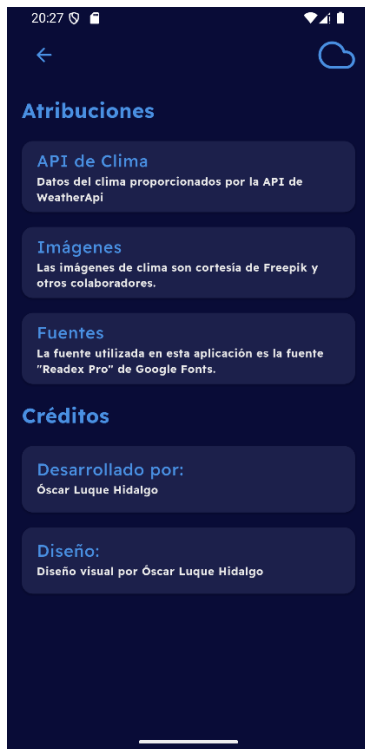 20:27
Atribuciones
API de Clima
Datos del clima proporcionados por la API de
WeatherApi
Imágenes
Las imágenes de clima son cortesía de Freepik y
otros colaboradores.
Fuentes
La fuente utilizada en esta aplicación es la fuente
"Readex Pro" de Google Fonts.
Créditos
Desarrollado por:
Óscar Luque Hidalgo
Diseño:
Diseño visual por Óscar Luque Hidalgo